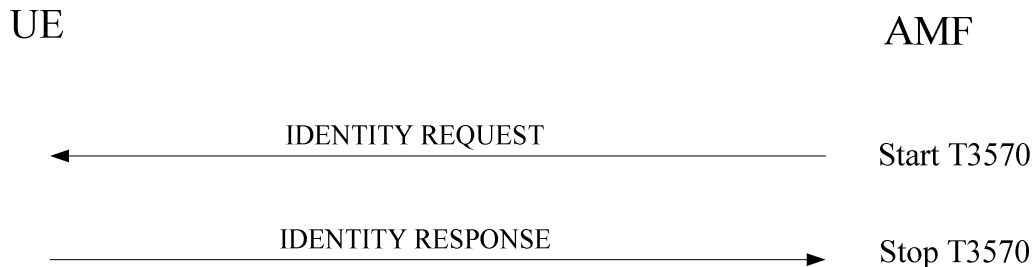 UE
AMF
IDENTITY REQUEST
Start T3570
IDENTITY RESPONSE
Stop T3570